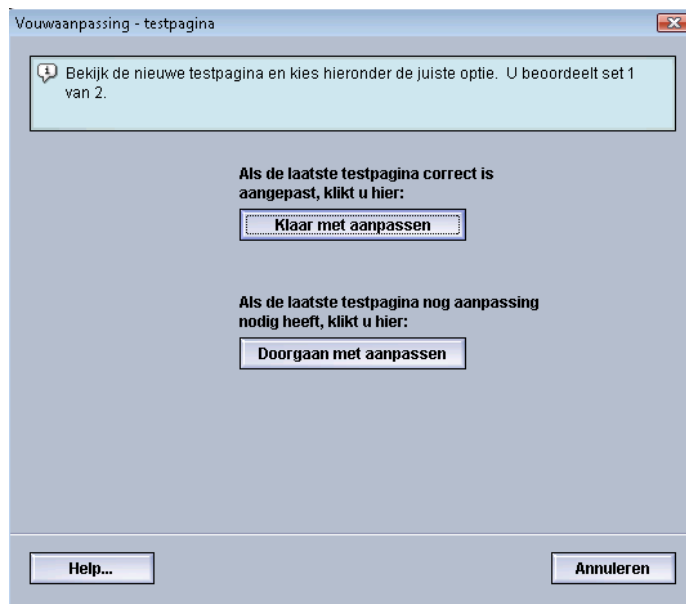 Vouwaanpassing - testpagina
Bekijk de nieuwe testpagina en kies hieronder de juiste optie. U beoordeelt set 1
van 2.
Als de laatste testpagina correct is
aangepast, klikt u hier:
Klaar met aanpassen
Als de laatste testpagina nog aanpassing
nodig heeft, klikt u hier:
Doorgaan met aanpassen
Help...
Annuleren